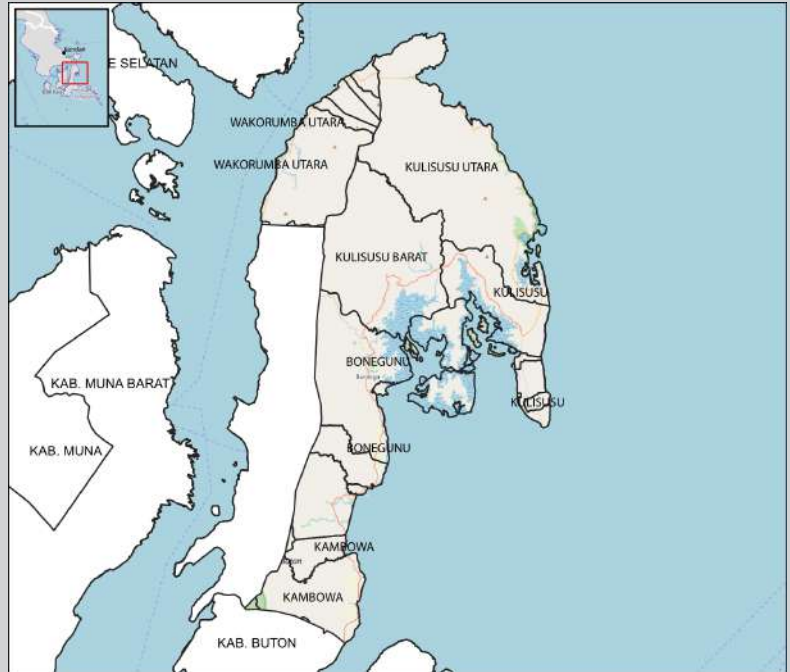 E SELATAN
WAKORUMBA UTARA
WAKORUMBA UTARA
KULISUSU UTARA
KULISUSU BARAT
KULISUSU
BONEGUNU
KAB. MUNA BARAT
KULISUSU
KAB. MUNA
BONEGUNU
KAMBOWA
KAMBOWA
KAB. BUTON